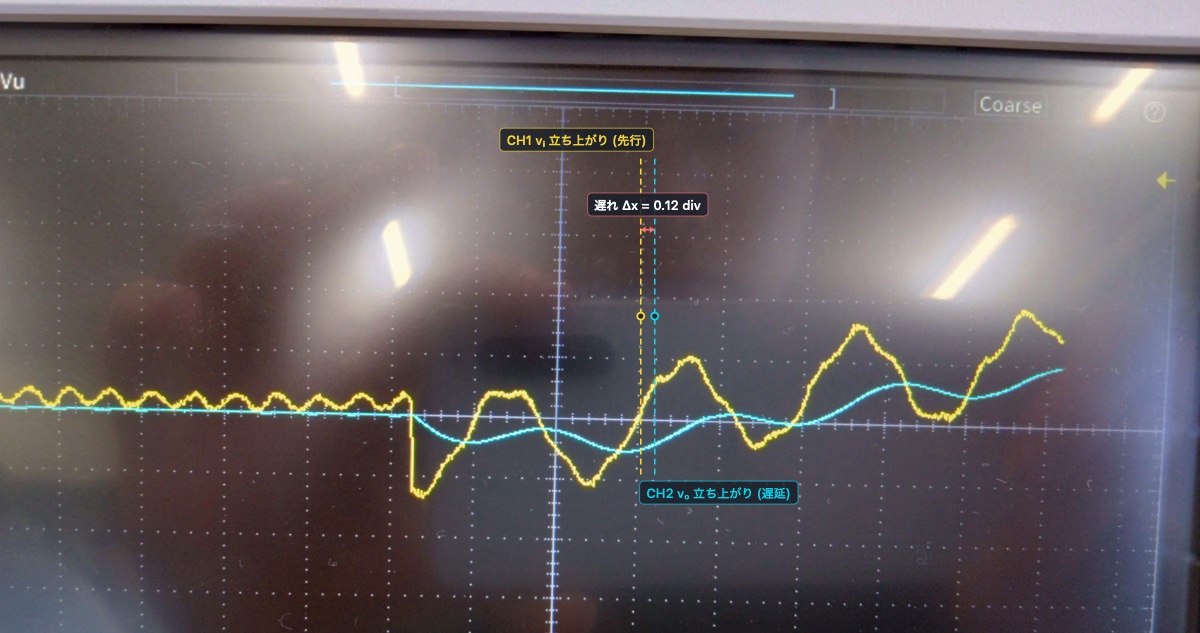 Vu
Coarse
?
CH1 vᵢ 立ち上がり (先行)
遅れ Δx = 0.12 div
CH2 vₒ 立ち上がり (遅延)